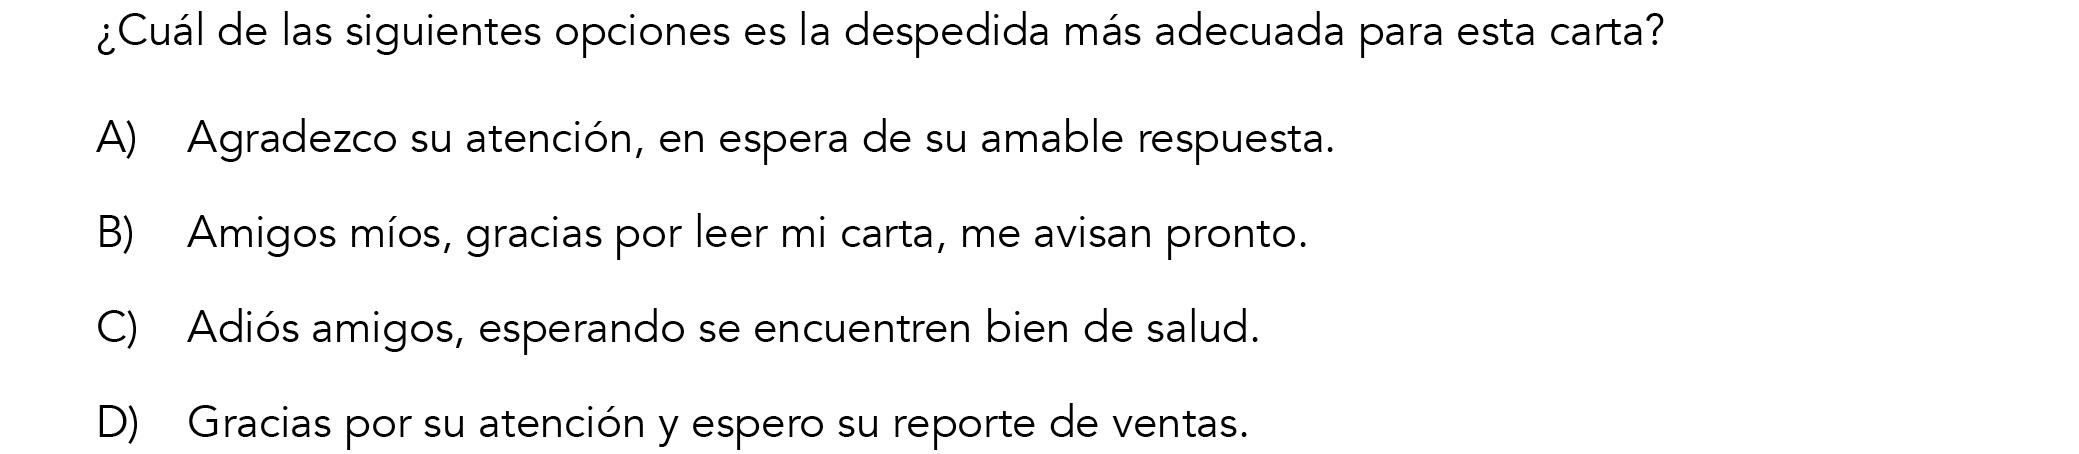 ¿Cuál de las siguientes opciones es la despedida más adecuada para esta carta?
A) Agradezco su atención, en espera de su amable respuesta.
B) Amigos míos, gracias por leer mi carta, me avisan pronto.
C) Adiós amigos, esperando se encuentren bien de salud.
D) Gracias por su atención y espero su reporte de ventas.